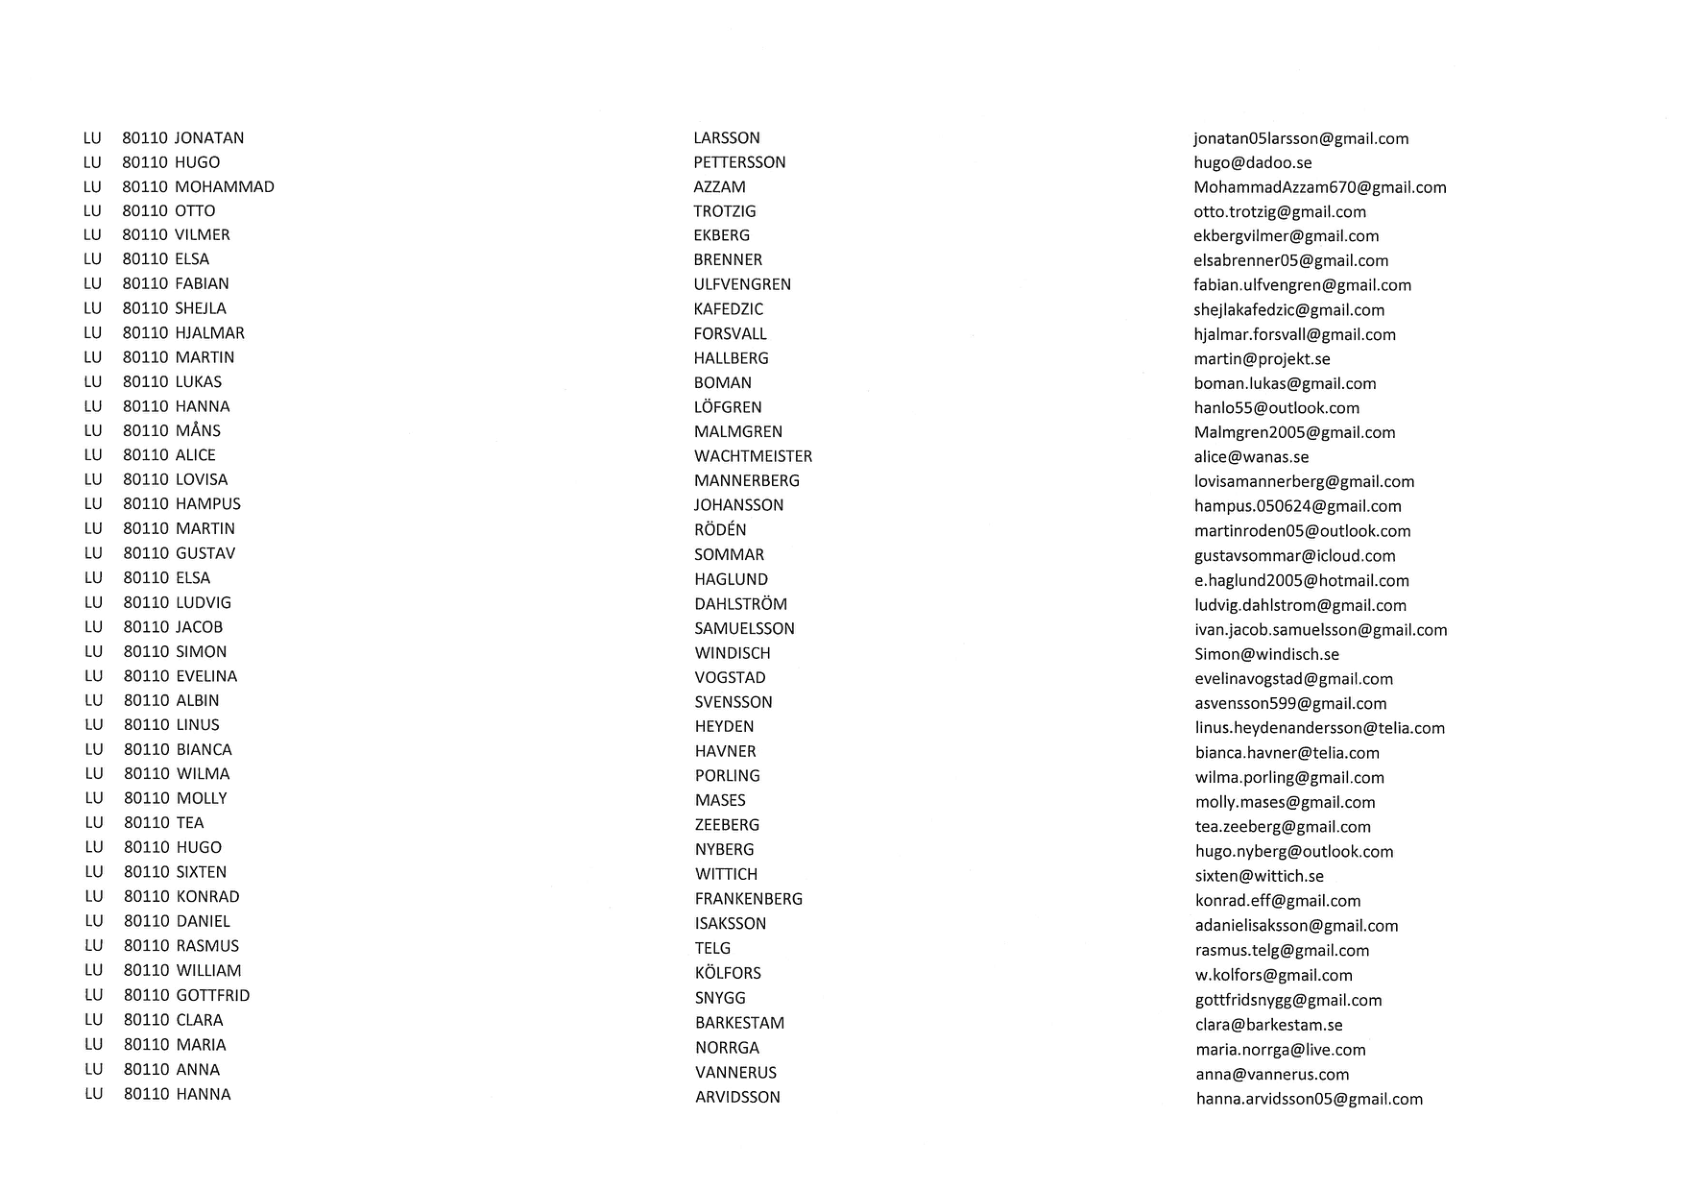 LU 80110 JONATAN LARSSON jonatan05larsson@gmail.com
LU 80110 HUGO PETTERSSON hugo@dadoo.se
LU 80110 MOHAMMAD AZZAM MohammadAzzam670@gmail.com
LU 80110 OTTO TROTZIG otto.trotzig@gmail.com
LU 80110 VILMER EKBERG ekbergvilmer@gmail.com
LU 80110 ELSA BRENNER elsabrenner05@gmail.com
LU 80110 FABIAN ULFVENGREN fabian.ulfvengren@gmail.com
LU 80110 SHEJLA KAFEDZIC shejlakafedzic@gmail.com
LU 80110 HJALMAR FORSVALL hjalmar.forsvall@gmail.com
LU 80110 MARTIN HALLBERG martin@projekt.se
LU 80110 LUKAS BOMAN boman.lukas@gmail.com
LU 80110 HANNA LÖFGREN hanlo55@outlook.com
LU 80110 MÅNS MALMGREN Malmgren2005@gmail.com
LU 80110 ALICE WACHTMEISTER alice@wanas.se
LU 80110 LOVISA MANNERBERG lovisamannerberg@gmail.com
LU 80110 HAMPUS JOHANSSON hampus.050624@gmail.com
LU 80110 MARTIN RÖDÉN martinroden05@outlook.com
LU 80110 GUSTAV SOMMAR gustavsommar@icloud.com
LU 80110 ELSA HAGLUND e.haglund2005@hotmail.com
LU 80110 LUDVIG DAHLSTRÖM ludvig.dahlstrom@gmail.com
LU 80110 JACOB SAMUELSSON ivan.jacob.samuelsson@gmail.com
LU 80110 SIMON WINDISCH Simon@windisch.se
LU 80110 EVELINA VOGSTAD evelinavogstad@gmail.com
LU 80110 ALBIN SVENSSON asvensson599@gmail.com
LU 80110 LINUS HEYDEN linus.heydenandersson@telia.com
LU 80110 BIANCA HAVNER bianca.havner@telia.com
LU 80110 WILMA PORLING wilma.porling@gmail.com
LU 80110 MOLLY MASES molly.mases@gmail.com
LU 80110 TEA ZEEBERG tea.zeeberg@gmail.com
LU 80110 HUGO NYBERG hugo.nyberg@outlook.com
LU 80110 SIXTEN WITTICH sixten@wittich.se
LU 80110 KONRAD FRANKENBERG konrad.eff@gmail.com
LU 80110 DANIEL ISAKSSON adanielisaksson@gmail.com
LU 80110 RASMUS TELG rasmus.telg@gmail.com
LU 80110 WILLIAM KÖLFORS w.kolfors@gmail.com
LU 80110 GOTTFRID SNYGG gottfridsnygg@gmail.com
LU 80110 CLARA BARKESTAM clara@barkestam.se
LU 80110 MARIA NORRGA maria.norrga@live.com
LU 80110 ANNA VANNERUS anna@vannerus.com
LU 80110 HANNA ARVIDSSON hanna.arvidsson05@gmail.com